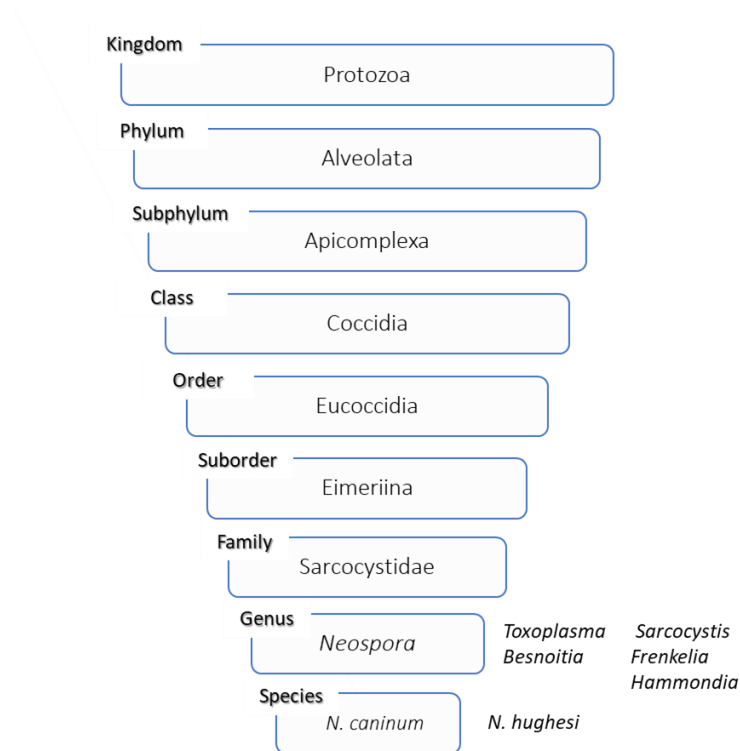 Kingdom
Protozoa
Phylum
Alveolata
Subphylum
Apicomplexa
Class
Coccidia
Order
Eucoccidia
Suborder
Eimeriina
Family
Sarcocystidae
Genus
Neospora
Toxoplasma Sarcocystis
Besnoitia Frenkelia
Hammondia
Species
N. caninum N. hughesi